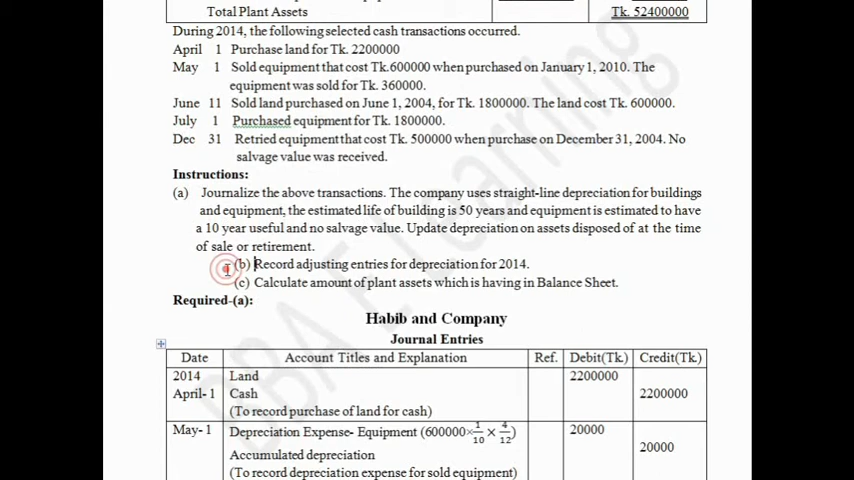 Total Plant Assets Tk. 52400000
During 2014, the following selected cash transactions occurred.
April 1 Purchase land for Tk. 2200000
May 1 Sold equipment that cost Tk.600000 when purchased on January 1, 2010. The
equipment was sold for Tk. 360000.
June 11 Sold land purchased on June 1, 2004, for Tk. 1800000. The land cost Tk. 600000.
July 1 Purchased equipment for Tk. 1800000.
Dec 31 Retried equipment that cost Tk. 500000 when purchase on December 31, 2004. No
salvage value was received.
Instructions:
(a) Journalize the above transactions. The company uses straight-line depreciation for buildings
and equipment, the estimated life of building is 50 years and equipment is estimated to have
a 10 year useful and no salvage value. Update depreciation on assets disposed of at the time
of sale or retirement.
(b) Record adjusting entries for depreciation for 2014.
(c) Calculate amount of plant assets which is having in Balance Sheet.
Required-(a):
Habib and Company
Journal Entries
Date Account Titles and Explanation Ref. Debit(Tk.) Credit(Tk.)
2014 Land 2200000
April- 1 Cash 2200000
(To record purchase of land for cash)
May- 1 Depreciation Expense- Equipment (600000×1/10 × 4/12) 20000
Accumulated depreciation 20000
(To record depreciation expense for sold equipment)
BBA E Learning